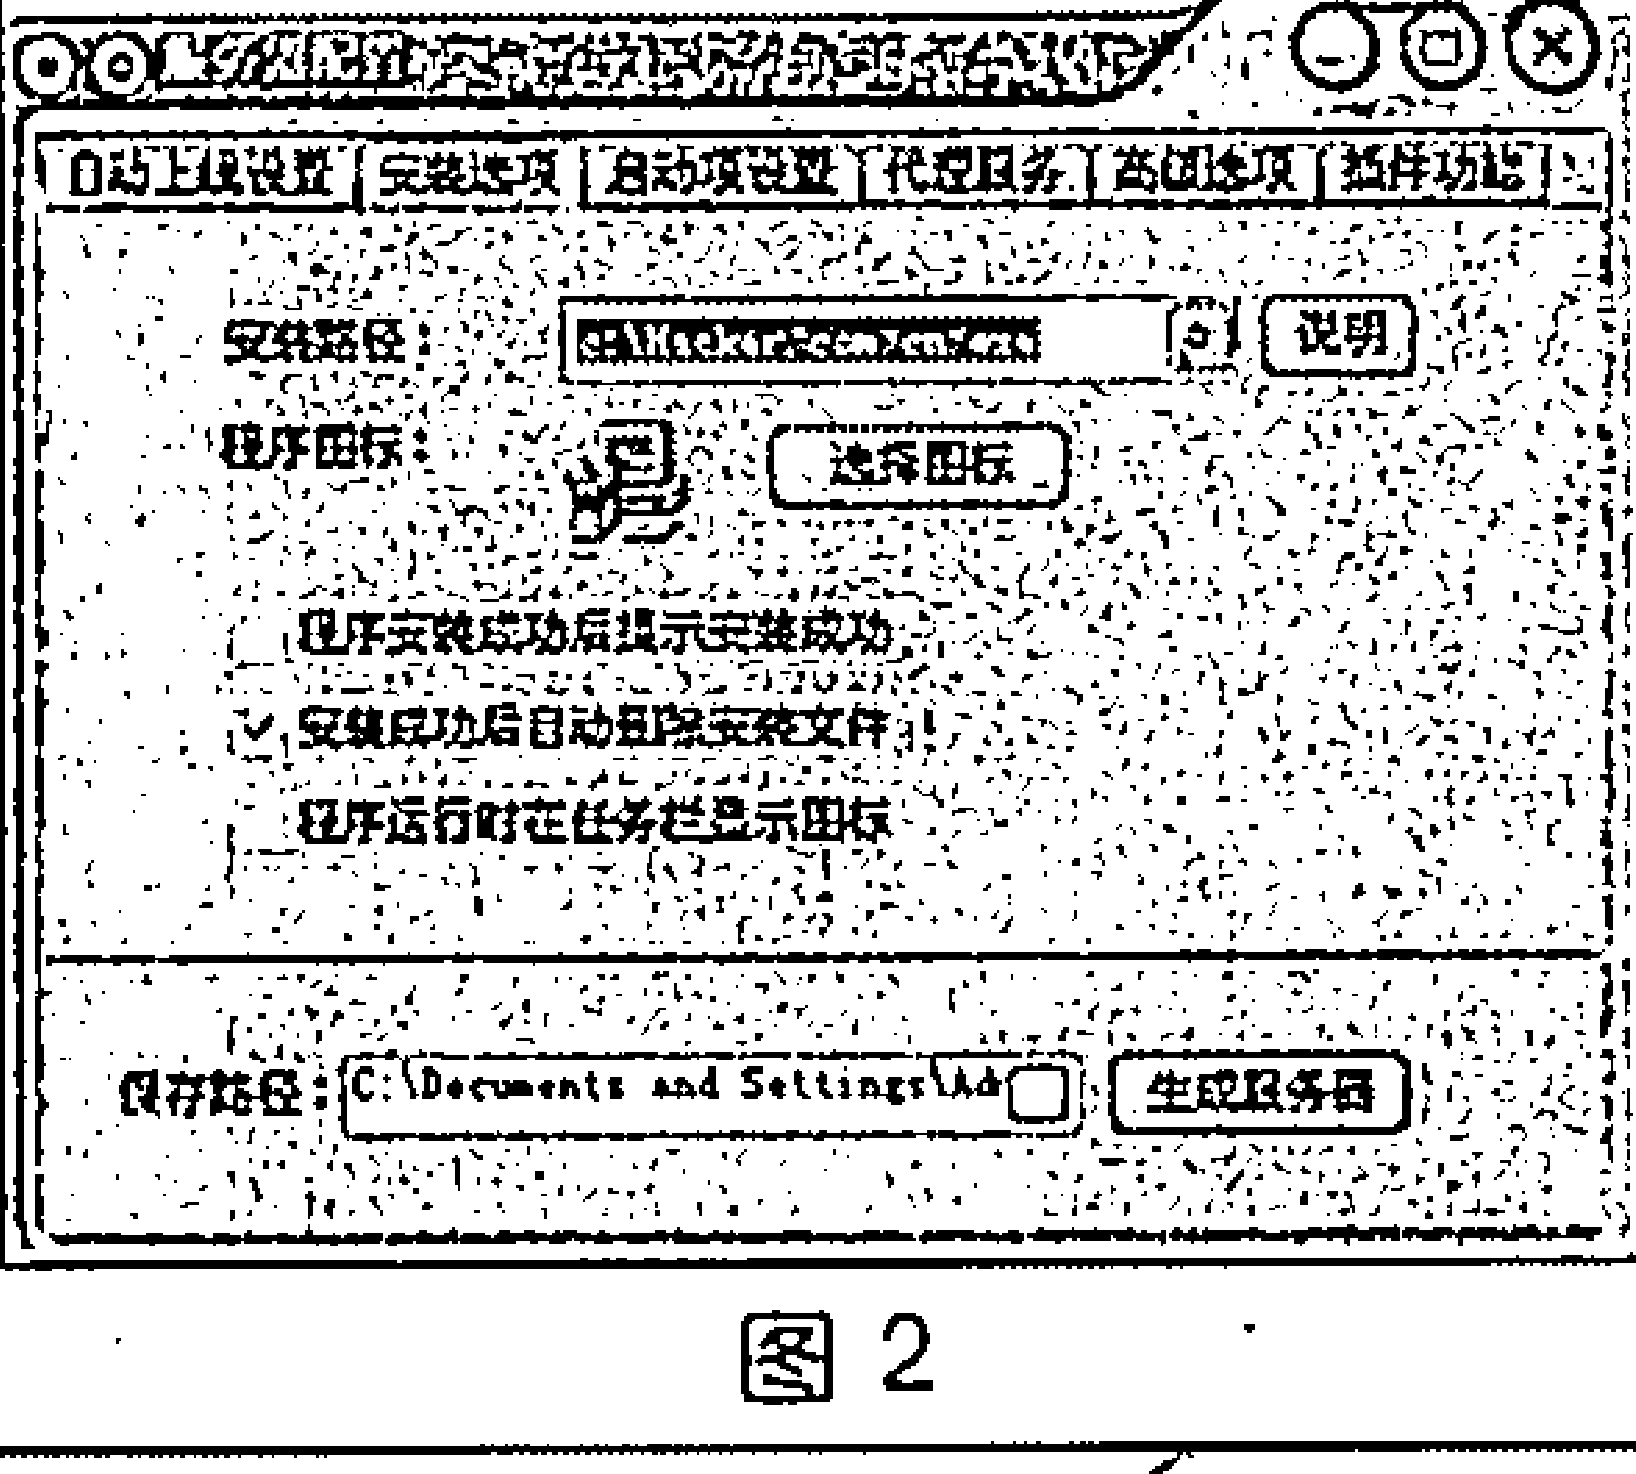 自动上线设置 安装选项 启动项设置 代理服务 高级选项 插件功能
安装路径： 说明
程序图标： 选择图标
程序安装成功后提示安装成功
安装成功后自动删除安装文件
程序运行时在任务栏显示图标
保存路径： C:\Documents and Settings\Ad 生成服务器
图 2